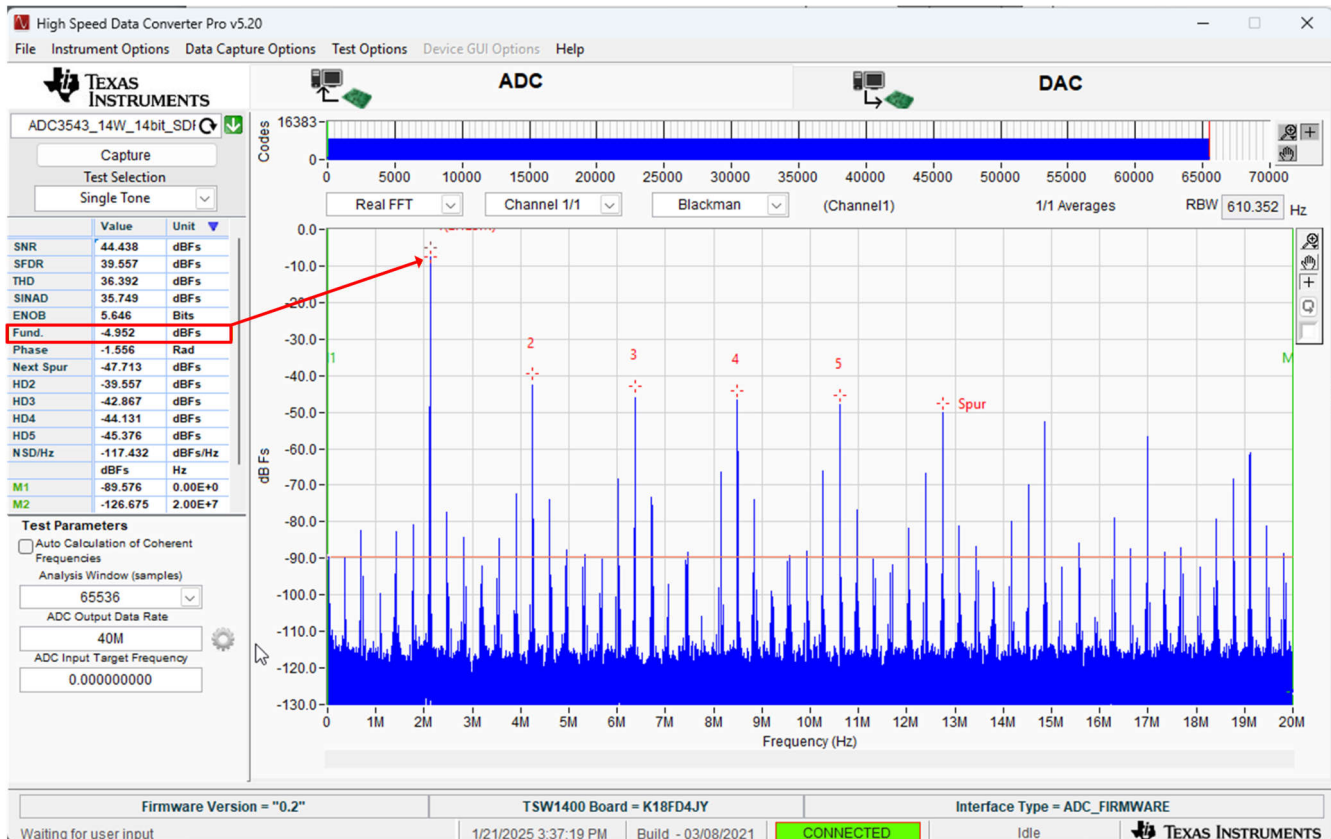 High Speed Data Converter Pro v5.20
File Instrument Options Data Capture Options Test Options Device GUI Options Help
TEXAS INSTRUMENTS
ADC
DAC
ADC3543_14W_14bit_SDI
Capture
Test Selection
Single Tone
Value Unit
SNR 44.438 dBFs
SFDR 39.557 dBFs
THD 36.392 dBFs
SINAD 35.749 dBFs
ENOB 5.646 Bits
Fund. -4.952 dBFs
Phase -1.556 Rad
Next Spur -47.713 dBFs
HD2 -39.557 dBFs
HD3 -42.867 dBFs
HD4 -44.131 dBFs
HD5 -45.376 dBFs
NSD/Hz -117.432 dBFs/Hz
dBFs Hz
M1 -89.576 0.00E+0
M2 -126.675 2.00E+7
Test Parameters
Auto Calculation of Coherent
Frequencies
Analysis Window (samples)
65536
ADC Output Data Rate
40M
ADC Input Target Frequency
0.000000000
Codes
16383
0
0 5000 10000 15000 20000 25000 30000 35000 40000 45000 50000 55000 60000 65000 70000
Real FFT Channel 1/1 Blackman (Channel1) 1/1 Averages RBW 610.352 Hz
dB Fs
0.0
-10.0
-20.0
-30.0
-40.0
-50.0
-60.0
-70.0
-80.0
-90.0
-100.0
-110.0
-120.0
-130.0
2
3
4
5
Spur
0 1M 2M 3M 4M 5M 6M 7M 8M 9M 10M 11M 12M 13M 14M 15M 16M 17M 18M 19M 20M
Frequency (Hz)
Firmware Version = "0.2" TSW1400 Board = K18FD4JY Interface Type = ADC_FIRMWARE
Waiting for user input 1/21/2025 3:37:19 PM Build - 03/08/2021 CONNECTED Idle TEXAS INSTRUMENTS